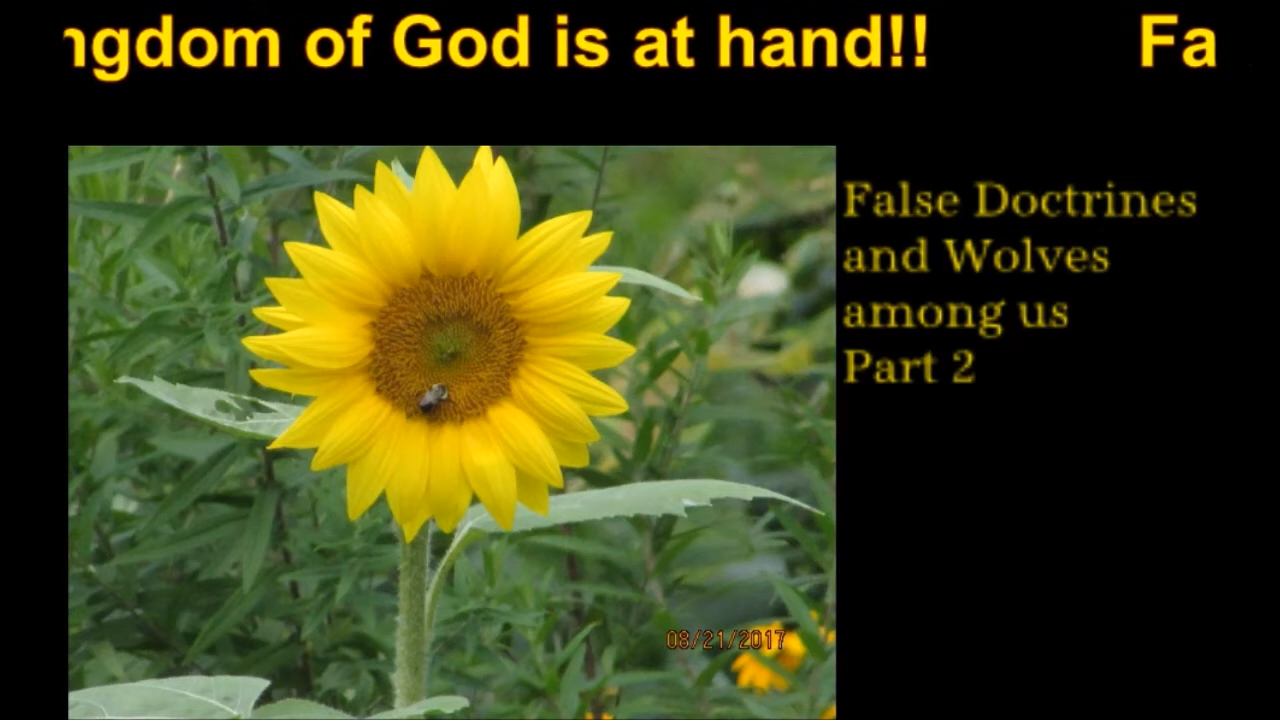 ngdom of God is at hand!! Fa
False Doctrines
and Wolves
among us
Part 2
08/21/2017